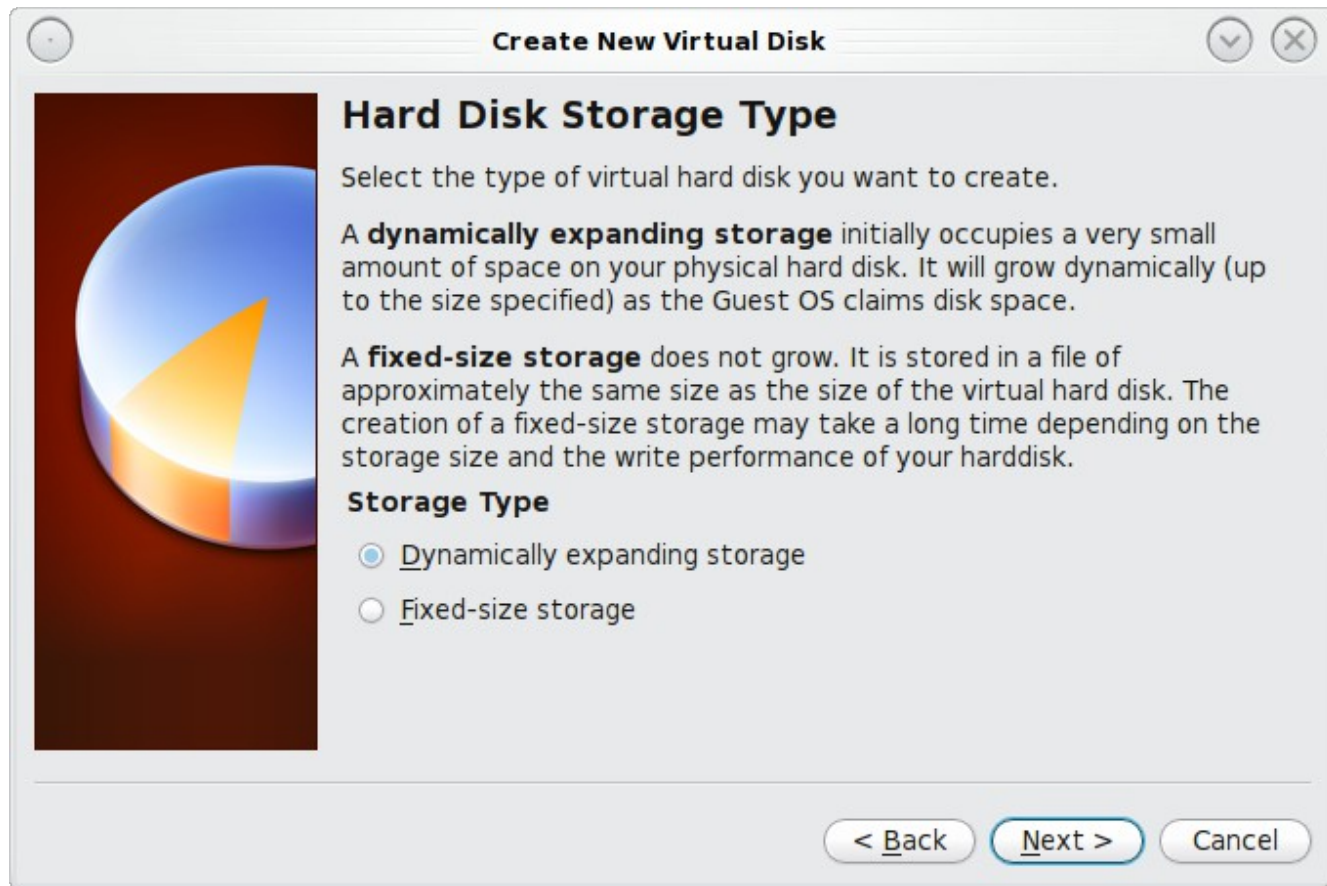 Create New Virtual Disk
Hard Disk Storage Type
Select the type of virtual hard disk you want to create.
A dynamically expanding storage initially occupies a very small
amount of space on your physical hard disk. It will grow dynamically (up
to the size specified) as the Guest OS claims disk space.
A fixed-size storage does not grow. It is stored in a file of
approximately the same size as the size of the virtual hard disk. The
creation of a fixed-size storage may take a long time depending on the
storage size and the write performance of your harddisk.
Storage Type
Dynamically expanding storage
Fixed-size storage
< Back Next > Cancel